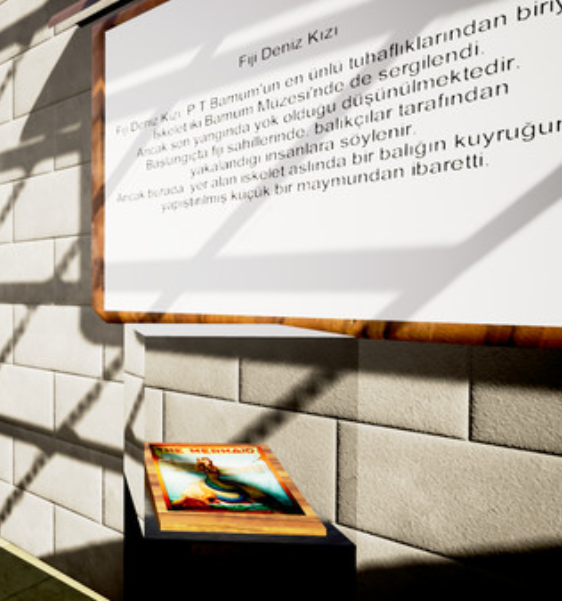 Fiji Deniz Kızı
Fiji Deniz Kızı, P.T Barnum'un en ünlü tuhaflıklarından biriy
İskelet iki Barnum Müzesi'nde de sergilendi.
Ancak son yangında yok olduğu düşünülmektedir.
Başlangıçta fiji sahillerinde, balıkçılar tarafından
yakalandığı insanlara söylenir.
Ancak burada yer alan iskelet aslında bir balığın kuyruğun
yapıştırılmış küçük bir maymundan ibaretti.
THE MERMAID